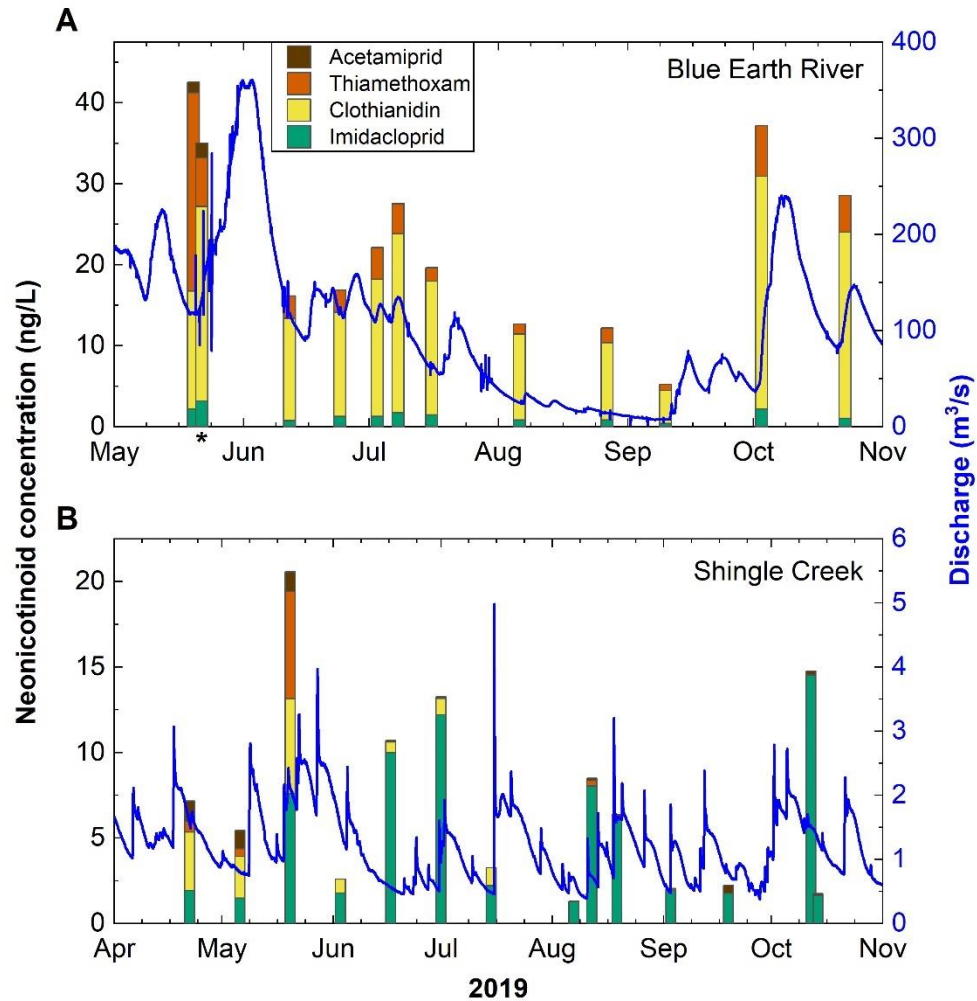 A
Acetamiprid
Thiamethoxam
Clothianidin
Imidacloprid
Blue Earth River
40
30
20
10
0
400
300
200
100
0
May Jun Jul Aug Sep Oct Nov
*
Neonicotinoid concentration (ng/L)
Discharge (m³/s)
B
Shingle Creek
20
15
10
5
0
6
5
4
3
2
1
0
Apr May Jun Jul Aug Sep Oct Nov
2019